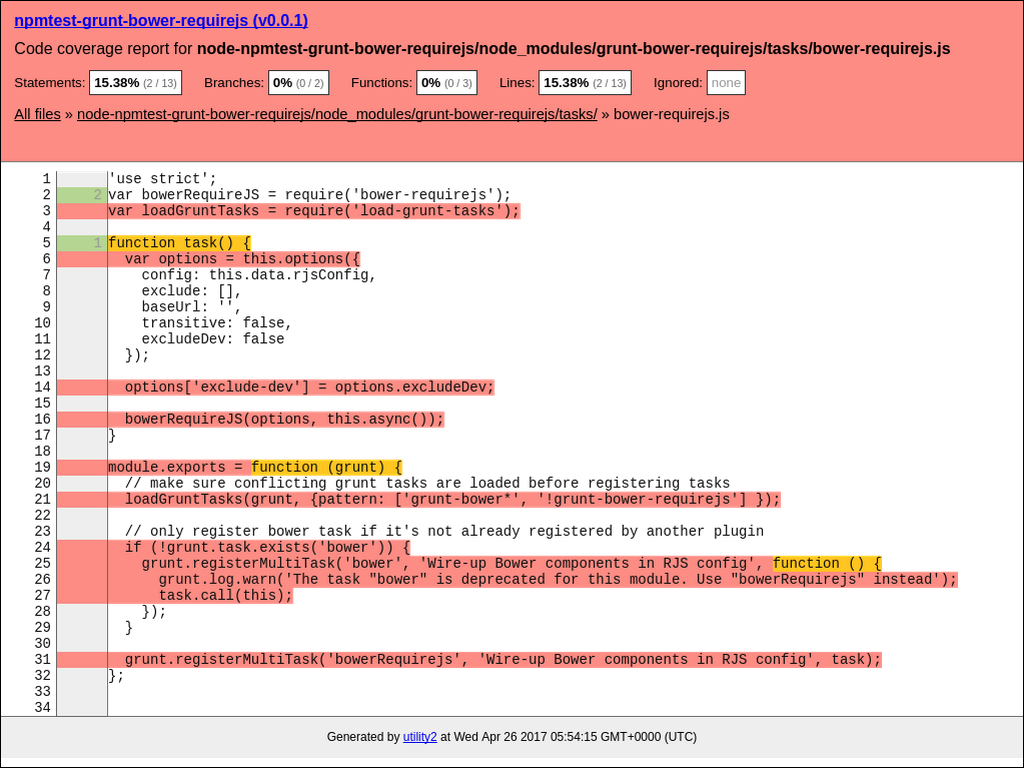 npmtest-grunt-bower-requirejs (v0.0.1)
Code coverage report for node-npmtest-grunt-bower-requirejs/node_modules/grunt-bower-requirejs/tasks/bower-requirejs.js
Statements: 15.38% (2 / 13) Branches: 0% (0 / 2) Functions: 0% (0 / 3) Lines: 15.38% (2 / 13) Ignored: none
All files » node-npmtest-grunt-bower-requirejs/node_modules/grunt-bower-requirejs/tasks/ » bower-requirejs.js
1 'use strict';
2 2 var bowerRequireJS = require('bower-requirejs');
3 var loadGruntTasks = require('load-grunt-tasks');
4
5 1 function task() {
6 var options = this.options({
7 config: this.data.rjsConfig,
8 exclude: [],
9 baseUrl: '',
10 transitive: false,
11 excludeDev: false
12 });
13
14 options['exclude-dev'] = options.excludeDev;
15
16 bowerRequireJS(options, this.async());
17 }
18
19 module.exports = function (grunt) {
20 // make sure conflicting grunt tasks are loaded before registering tasks
21 loadGruntTasks(grunt, {pattern: ['grunt-bower*', '!grunt-bower-requirejs'] });
22
23 // only register bower task if it's not already registered by another plugin
24 if (!grunt.task.exists('bower')) {
25 grunt.registerMultiTask('bower', 'Wire-up Bower components in RJS config', function () {
26 grunt.log.warn('The task "bower" is deprecated for this module. Use "bowerRequirejs" instead');
27 task.call(this);
28 });
29 }
30
31 grunt.registerMultiTask('bowerRequirejs', 'Wire-up Bower components in RJS config', task);
32 };
33
34
Generated by utility2 at Wed Apr 26 2017 05:54:15 GMT+0000 (UTC)